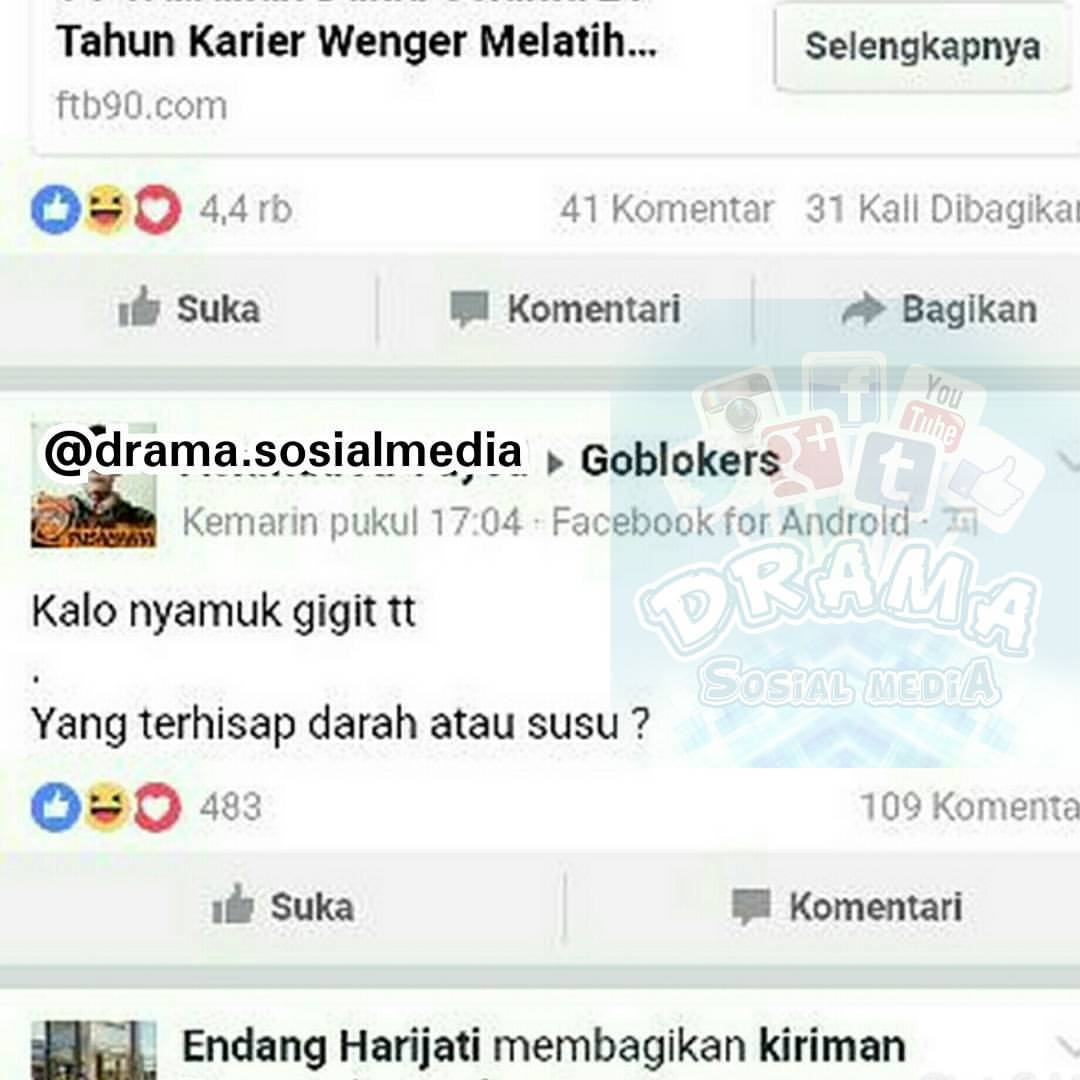 Tahun Karier Wenger Melatih...
Selengkapnya
ftb90.com
4,4 rb
41 Komentar
31 Kali Dibagikan
Suka
Komentari
Bagikan
@drama.sosialmedia
Goblokers
Kemarin pukul 17:04 · Facebook for Android ·
You
Tube
g+
f
t
DRAMA
SOSIAL MEDIA
Kalo nyamuk gigit tt
.
Yang terhisap darah atau susu ?
483
109 Komenta
Suka
Komentari
Endang Harijati membagikan kiriman